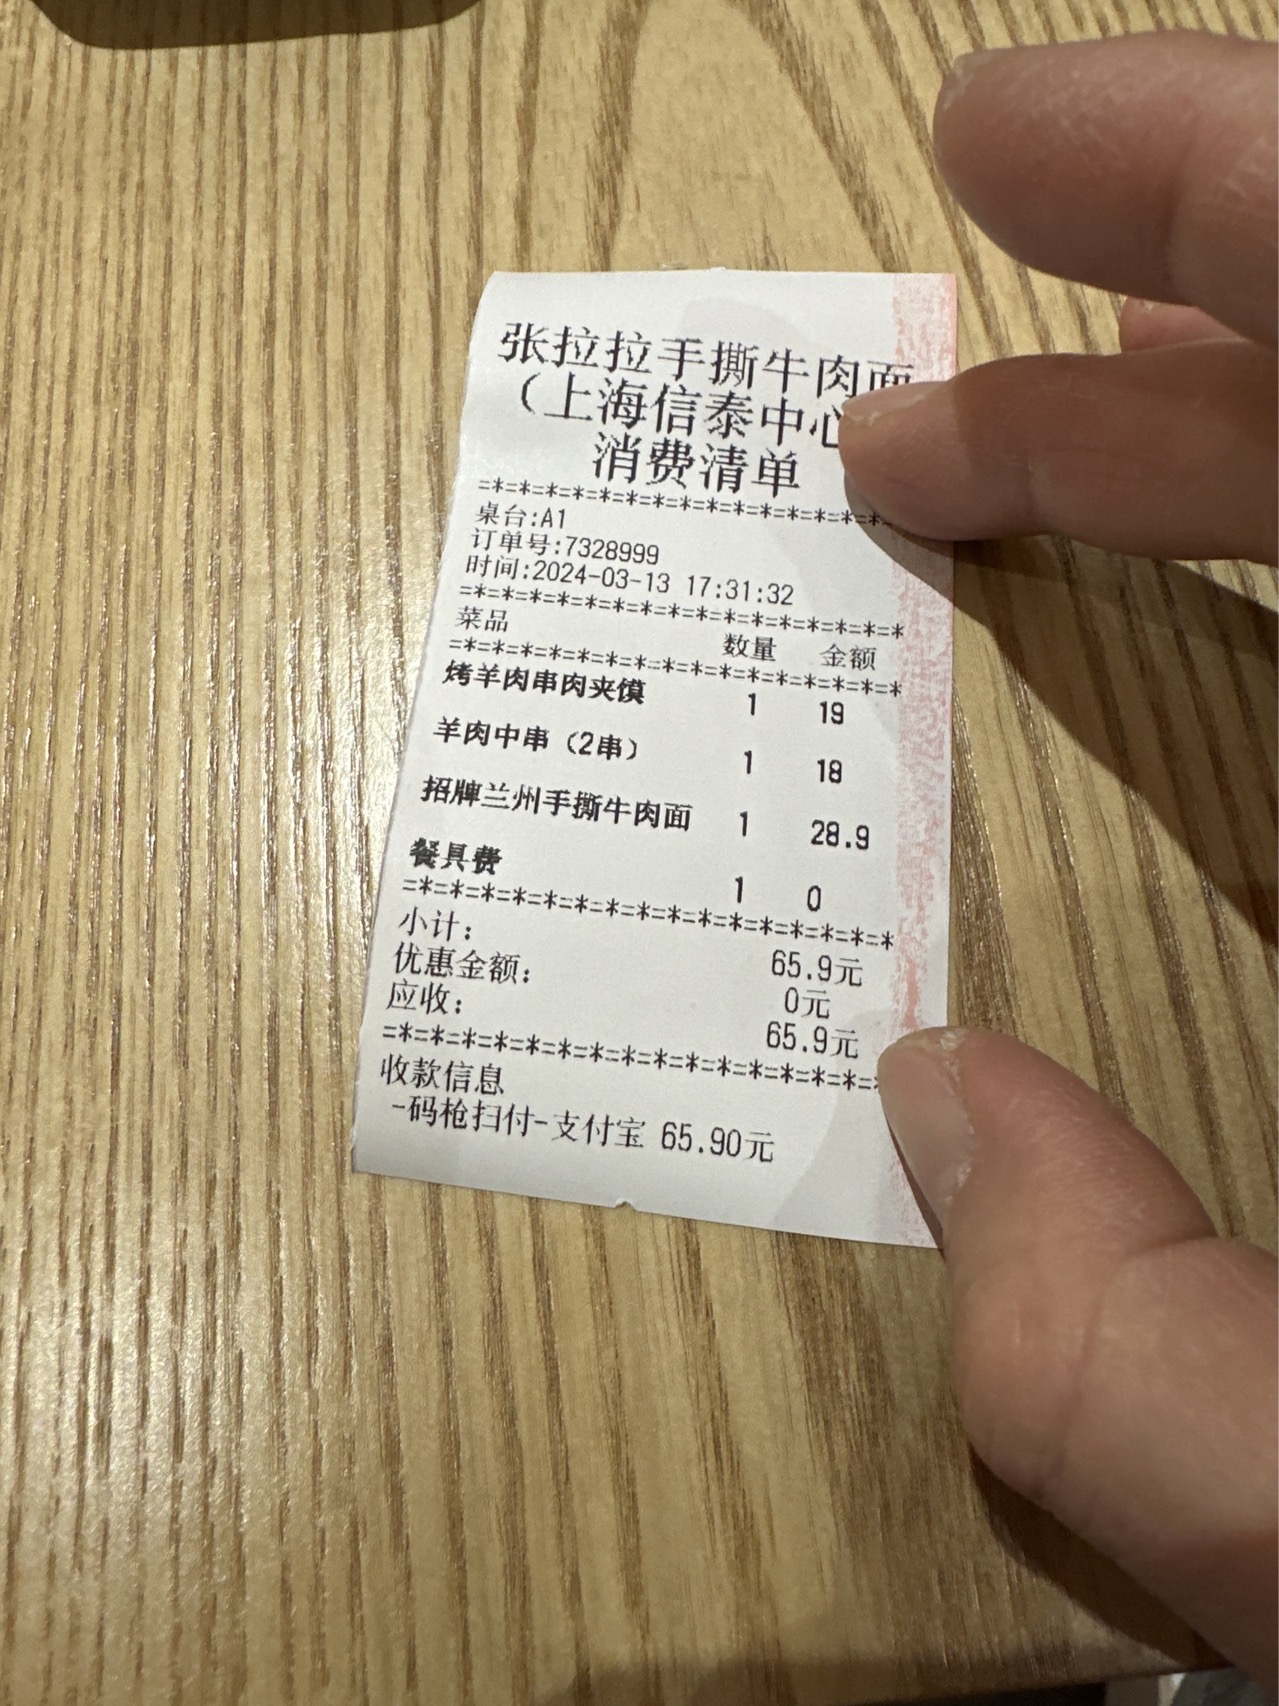 张拉拉手撕牛肉面
（上海信泰中心
消费清单
=*=*=*=*=*=*=*=*=*=*=*=*=*=*=*=
桌台:A1
订单号:7328999
时间:2024-03-13 17:31:32
=*=*=*=*=*=*=*=*=*=*=*=*=*=*=*=*
菜品 数量 金额
=*=*=*=*=*=*=*=*=*=*=*=*=*=*=*=*
烤羊肉串肉夹馍 1 19
羊肉中串（2串） 1 18
招牌兰州手撕牛肉面 1 28.9
餐具费 1 0
=*=*=*=*=*=*=*=*=*=*=*=*=*=*=*=*
小计: 65.9元
优惠金额: 0元
应收: 65.9元
=*=*=*=*=*=*=*=*=*=*=*=*=*=*=*=*
收款信息
-码枪扫付-支付宝 65.90元